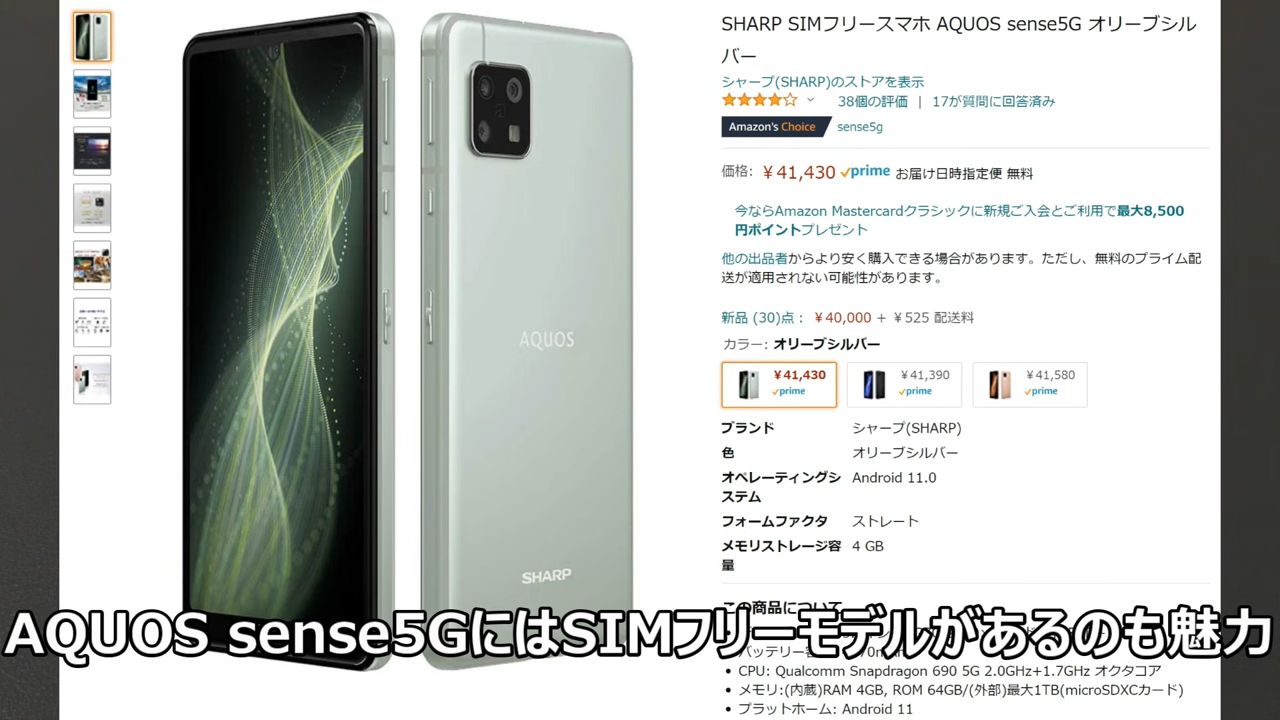 SHARP SIMフリースマホ AQUOS sense5G オリーブシル
バー
シャープ(SHARP)のストアを表示
38個の評価 | 17が質問に回答済み
Amazon's Choice sense5g
価格: ￥41,430 prime お届け日時指定便 無料
今ならAmazon Mastercardクラシックに新規ご入会とご利用で最大8,500
円ポイントプレゼント
他の出品者からより安く購入できる場合があります。ただし、無料のプライム配
送が適用されない可能性があります。
新品 (30)点： ￥40,000 + ￥525 配送料
カラー: オリーブシルバー
￥41,430 ￥41,390 ￥41,580
prime prime prime
ブランド シャープ(SHARP)
色 オリーブシルバー
オペレーティングシ Android 11.0
ステム
フォームファクタ ストレート
メモリストレージ容 4 GB
量
AQUOS
SHARP
この商品について
AQUOS sense5GにはSIMフリーモデルがあるのも魅力
バッテリー容
CPU: Qualcomm Snapdragon 690 5G 2.0GHz+1.7GHz オクタコア
メモリ:(内蔵)RAM 4GB, ROM 64GB/(外部)最大1TB(microSDXCカード)
プラットホーム: Android 11